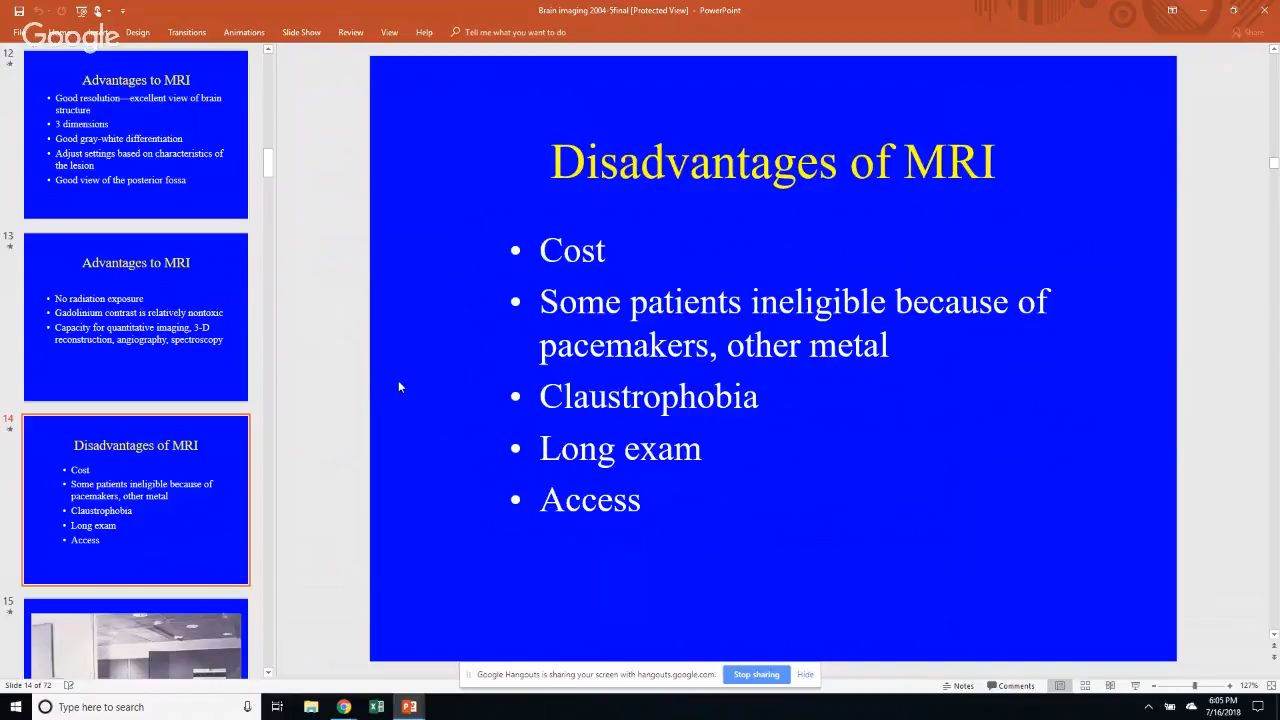 Brain imaging 2004-5final [Protected View] - PowerPoint
Google
Design Transitions Animations Slide Show Review View Help Tell me what you want to do Share
12
Advantages to MRI
• Good resolution—excellent view of brain
structure
• 3 dimensions
• Good gray-white differentiation
• Adjust settings based on characteristics of
the lesion
• Good view of the posterior fossa
13
Advantages to MRI
• No radiation exposure
• Gadolinium contrast is relatively nontoxic
• Capacity for quantitative imaging, 3-D
reconstruction, angiography, spectroscopy
14
Disadvantages of MRI
• Cost
• Some patients ineligible because of
pacemakers, other metal
• Claustrophobia
• Long exam
• Access
15
Disadvantages of MRI
• Cost
• Some patients ineligible because of
pacemakers, other metal
• Claustrophobia
• Long exam
• Access
Google Hangouts is sharing your screen with hangouts.google.com. Stop sharing Hide
Slide 14 of 72 Notes Comments 127%
Type here to search
6:05 PM
7/16/2018